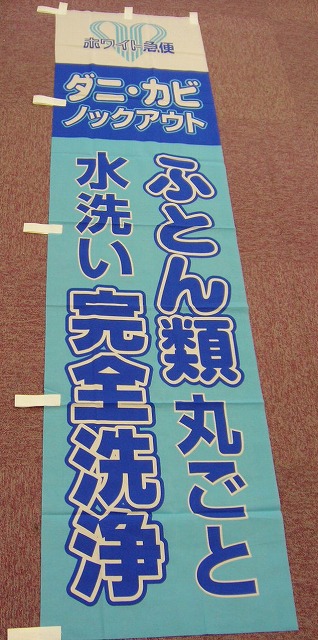 ホワイト急便
ダニ・カビ
ノックアウト
ふとん類 丸ごと
水洗い 完全洗浄